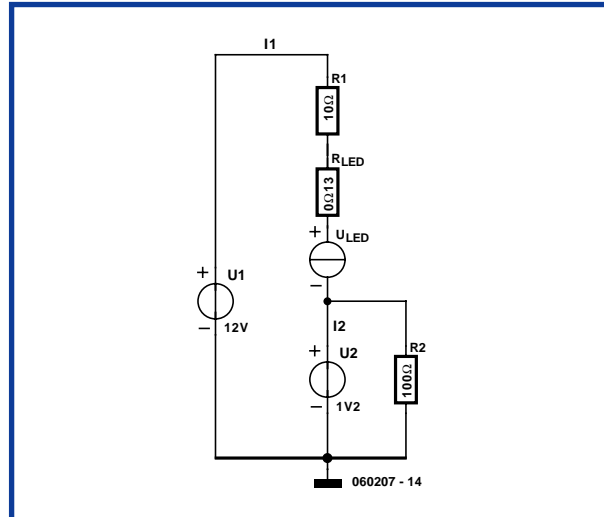 I1
R1
10Ω
RLED
0Ω13
+
ULED
−
+
U1
−
12V
I2
+
U2
−
1V2
R2
100Ω
060207 - 14